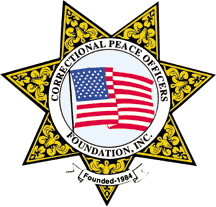 CORRECTIONAL PEACE OFFICERS
FOUNDATION, INC.
Founded-1984